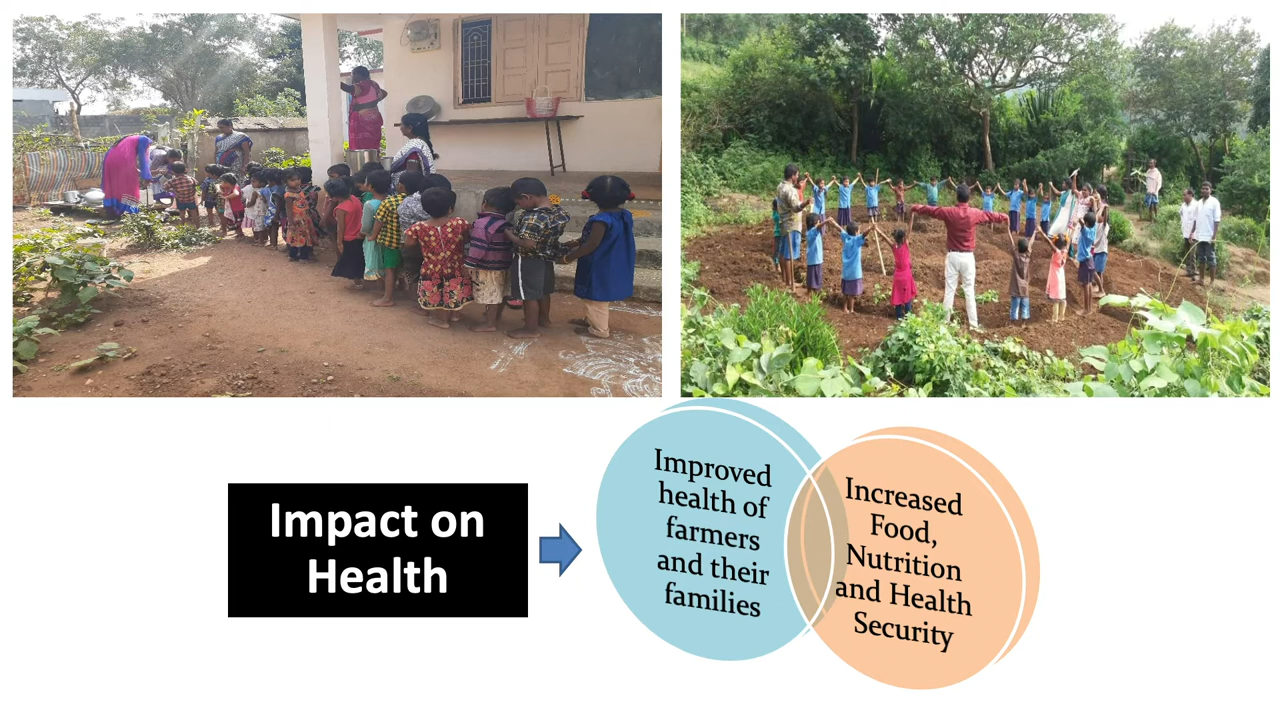 Impact on
Health
Improved
health of
farmers
and their
families
Increased
Food,
Nutrition
and Health
Security